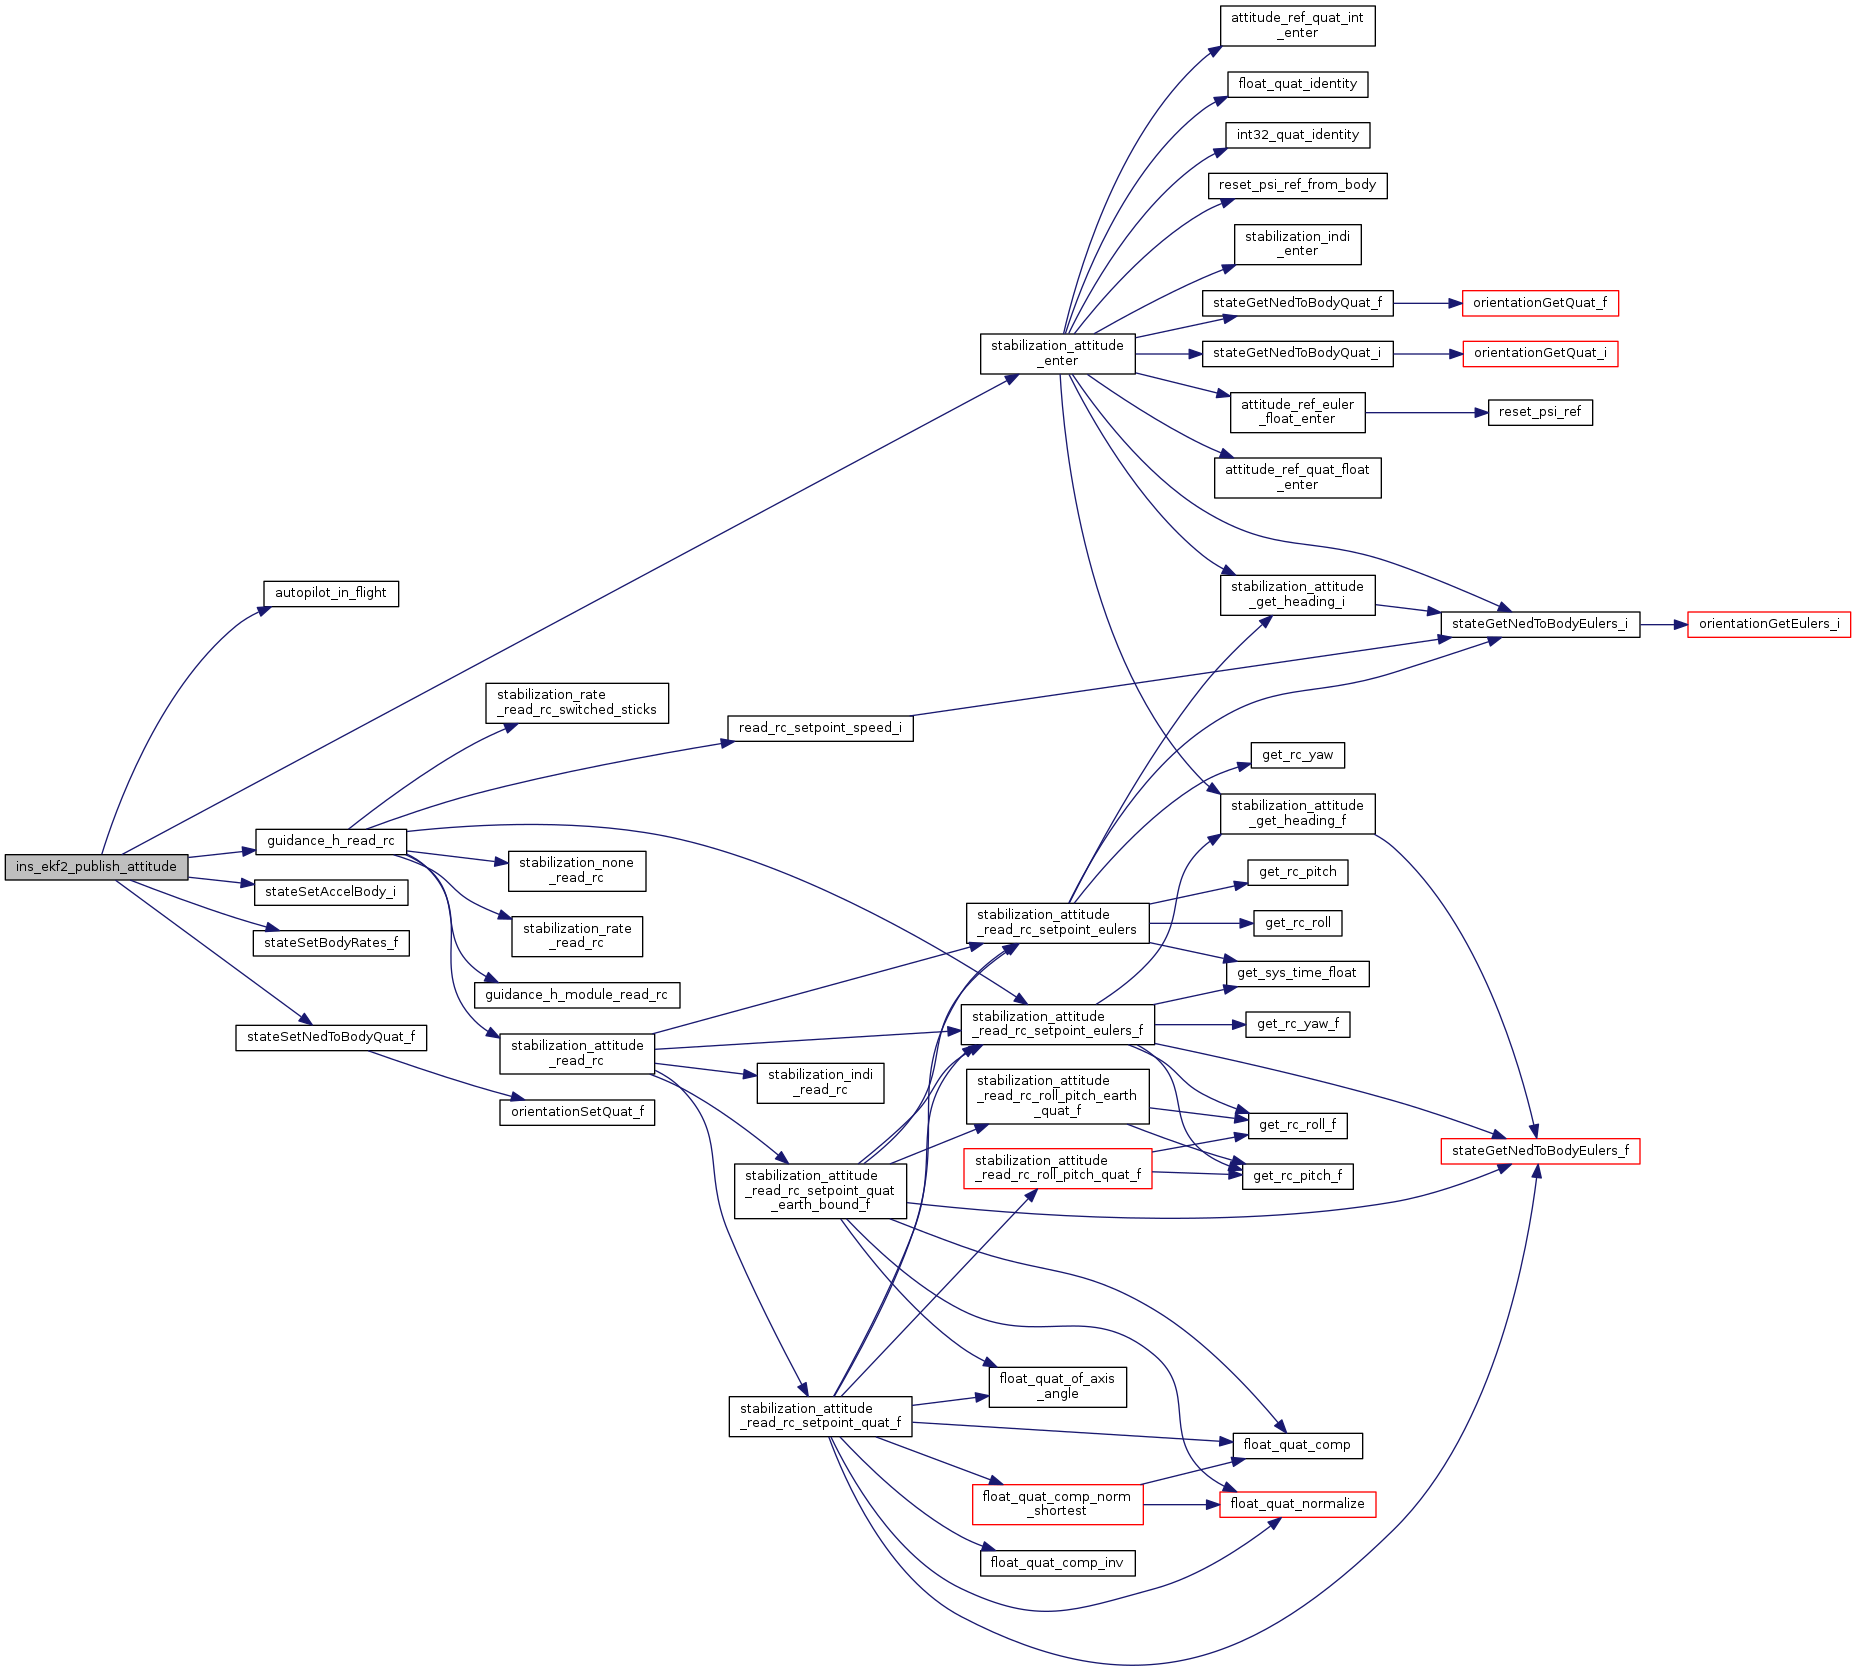 attitude_ref_quat_int
_enter
float_quat_identity
int32_quat_identity
reset_psi_ref_from_body
stabilization_indi
_enter
stateGetNedToBodyQuat_f
orientationGetQuat_f
stabilization_attitude
_enter
stateGetNedToBodyQuat_i
orientationGetQuat_i
attitude_ref_euler
_float_enter
reset_psi_ref
attitude_ref_quat_float
_enter
autopilot_in_flight
stabilization_attitude
_get_heading_i
stateGetNedToBodyEulers_i
orientationGetEulers_i
stabilization_rate
_read_rc_switched_sticks
read_rc_setpoint_speed_i
get_rc_yaw
stabilization_attitude
_get_heading_f
guidance_h_read_rc
ins_ekf2_publish_attitude
stabilization_none
_read_rc
get_rc_pitch
stateSetAccelBody_i
stabilization_attitude
_read_rc_setpoint_eulers
get_rc_roll
stateSetBodyRates_f
stabilization_rate
_read_rc
get_sys_time_float
guidance_h_module_read_rc
stabilization_attitude
_read_rc_setpoint_eulers_f
get_rc_yaw_f
stateSetNedToBodyQuat_f
stabilization_attitude
_read_rc
stabilization_indi
_read_rc
stabilization_attitude
_read_rc_roll_pitch_earth
_quat_f
orientationSetQuat_f
get_rc_roll_f
stateGetNedToBodyEulers_f
stabilization_attitude
_read_rc_roll_pitch_quat_f
get_rc_pitch_f
stabilization_attitude
_read_rc_setpoint_quat
_earth_bound_f
float_quat_of_axis
_angle
stabilization_attitude
_read_rc_setpoint_quat_f
float_quat_comp
float_quat_comp_norm
_shortest
float_quat_normalize
float_quat_comp_inv